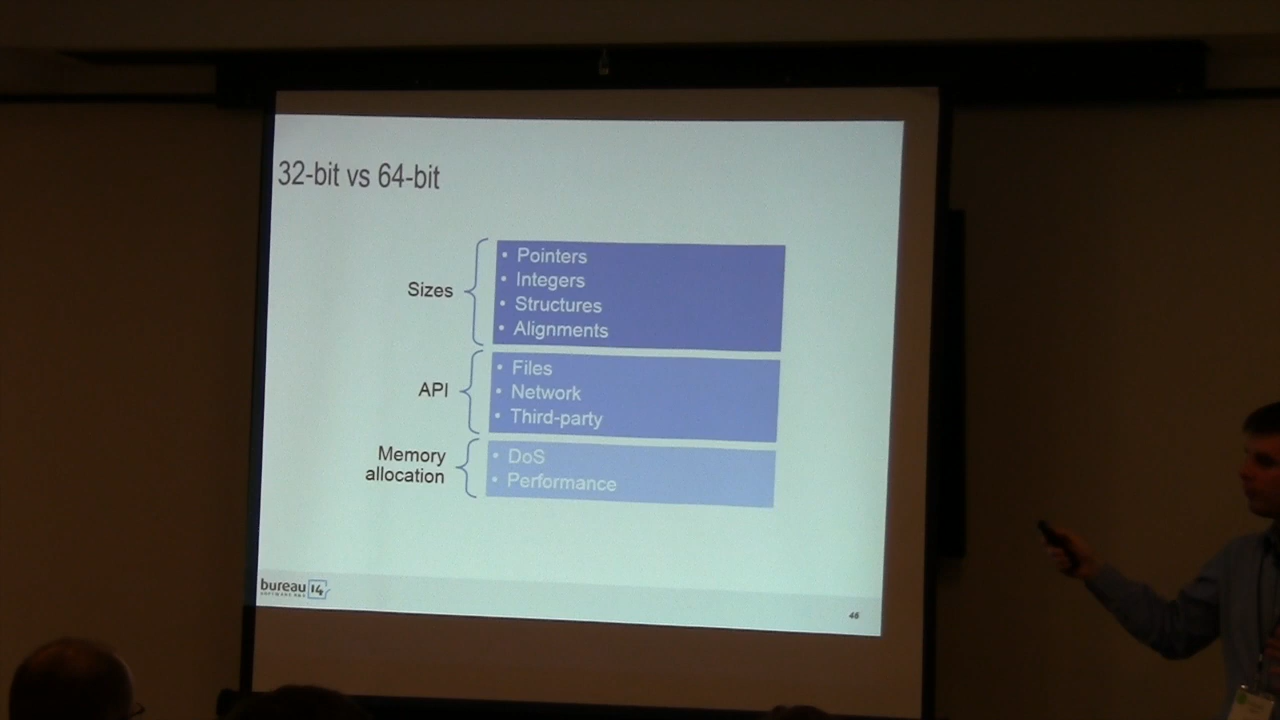 32-bit vs 64-bit
Sizes
• Pointers
• Integers
• Structures
• Alignments
API
• Files
• Network
• Third-party
Memory
allocation
• DoS
• Performance
bureau 14
46